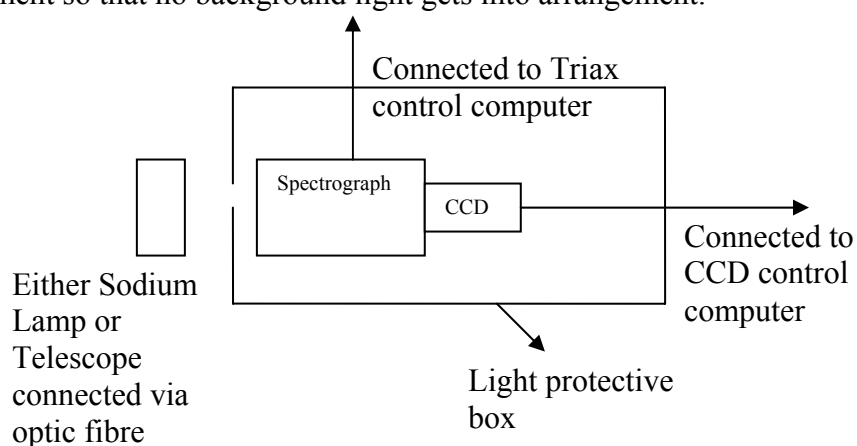 so that no background light gets into arrangement.
Connected to Triax
control computer
Spectrograph
CCD
Connected to
CCD control
computer
Either Sodium
Lamp or
Telescope
connected via
optic fibre
Light protective
box